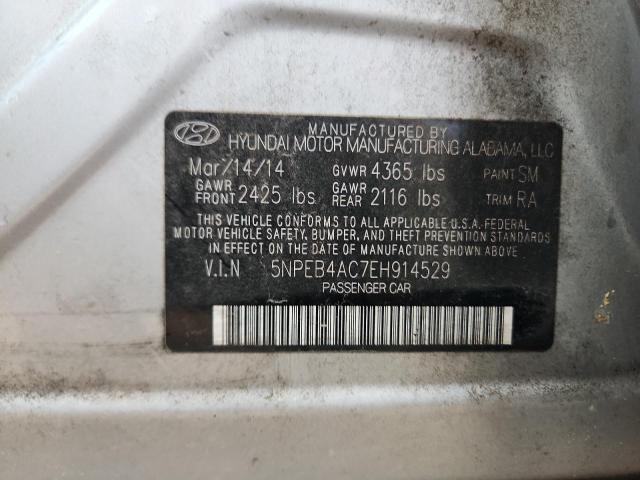 MANUFACTURED BY
HYUNDAI MOTOR MANUFACTURING ALABAMA, LLC
Mar/14/14 GVWR 4365 lbs PAINT SM
GAWR FRONT 2425 lbs GAWR REAR 2116 lbs TRIM RA
THIS VEHICLE CONFORMS TO ALL APPLICABLE U.S.A. FEDERAL
MOTOR VEHICLE SAFETY, BUMPER, AND THEFT PREVENTION STANDARDS
IN EFFECT ON THE DATE OF MANUFACTURE SHOWN ABOVE
V.I.N 5NPEB4AC7EH914529
PASSENGER CAR